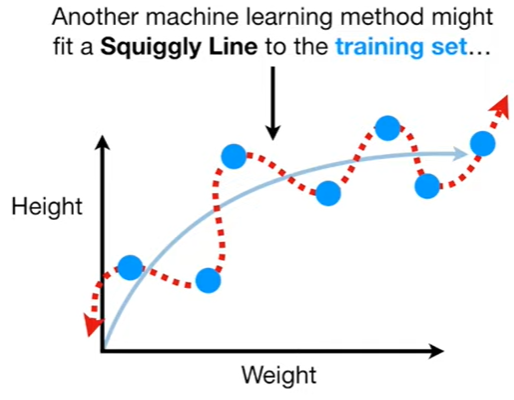 Another machine learning method might
fit a Squiggly Line to the training set…
Height
Weight